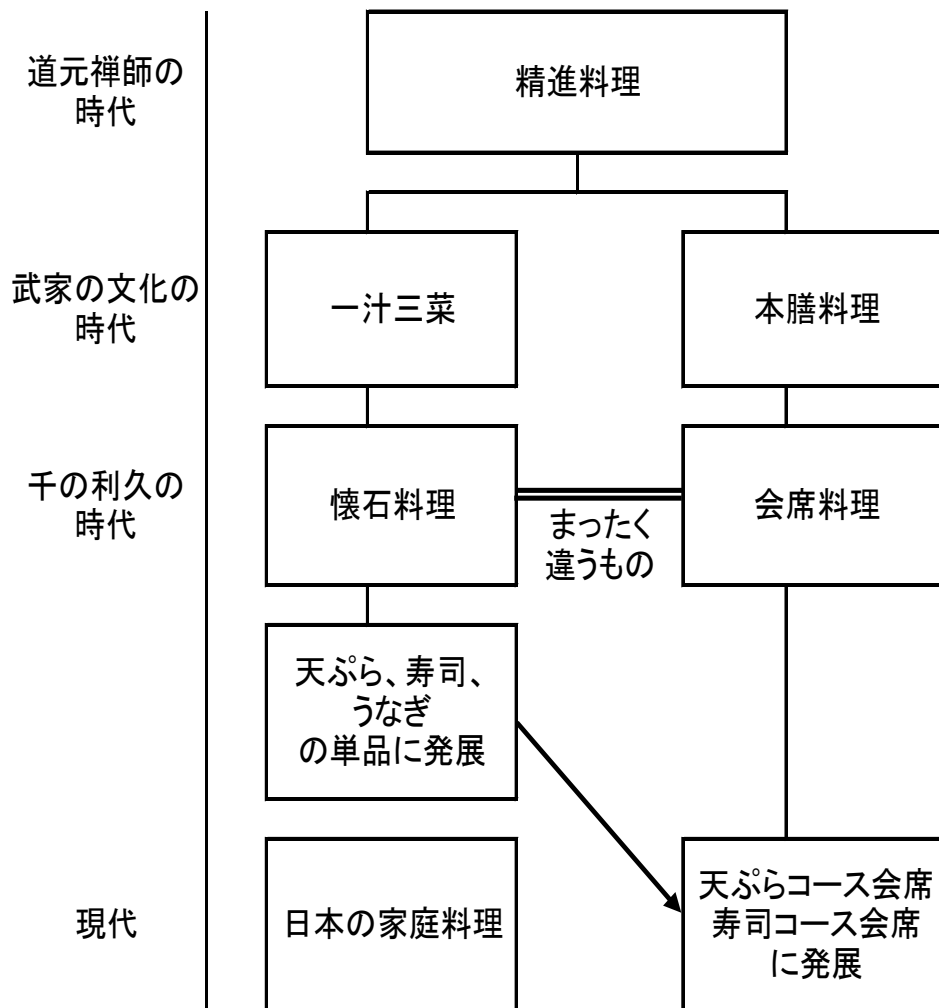 道元禅師の
時代
精進料理
武家の文化の
時代
一汁三菜
本膳料理
千の利久の
時代
懐石料理
まったく
違うもの
会席料理
天ぷら、寿司、
うなぎ
の単品に発展
現代
日本の家庭料理
天ぷらコース会席
寿司コース会席
に発展